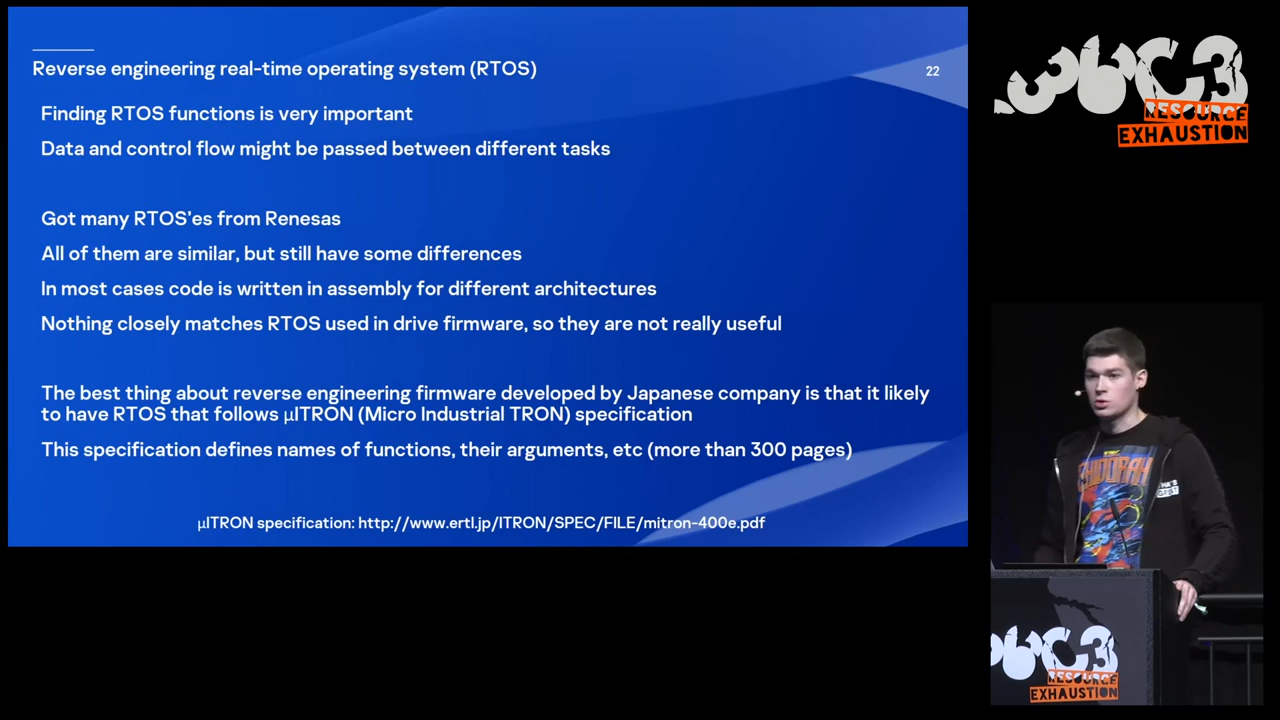 Reverse engineering real-time operating system (RTOS)
22
Finding RTOS functions is very important
Data and control flow might be passed between different tasks
Got many RTOS'es from Renesas
All of them are similar, but still have some differences
In most cases code is written in assembly for different architectures
Nothing closely matches RTOS used in drive firmware, so they are not really useful
The best thing about reverse engineering firmware developed by Japanese company is that it likely
to have RTOS that follows µITRON (Micro Industrial TRON) specification
This specification defines names of functions, their arguments, etc (more than 300 pages)
µITRON specification: http://www.ertl.jp/ITRON/SPEC/FILE/mitron-400e.pdf
36C3
RESOURCE
EXHAUSTION
36C3
RESOURCE
EXHAUSTION